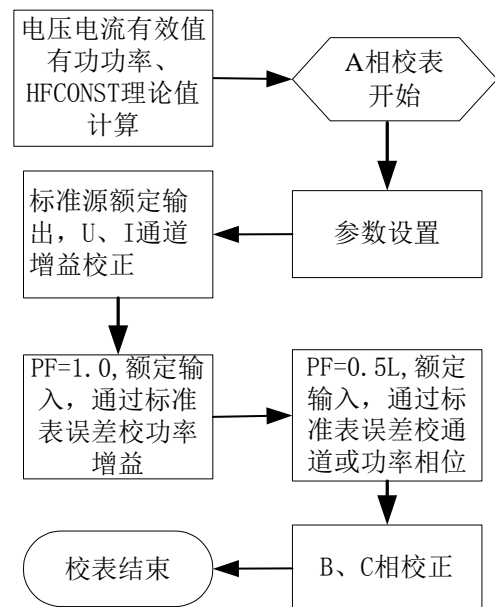 电压电流有效值
有功功率、
HFCONST理论值
计算
A相校表
开始
参数设置
标准源额定输
出，U、I通道
增益校正
PF=1.0,额定输
入，通过标准
表误差校功率
增益
PF=0.5L,额定
输入，通过标
准表误差校通
道或功率相位
B、C相校正
校表结束